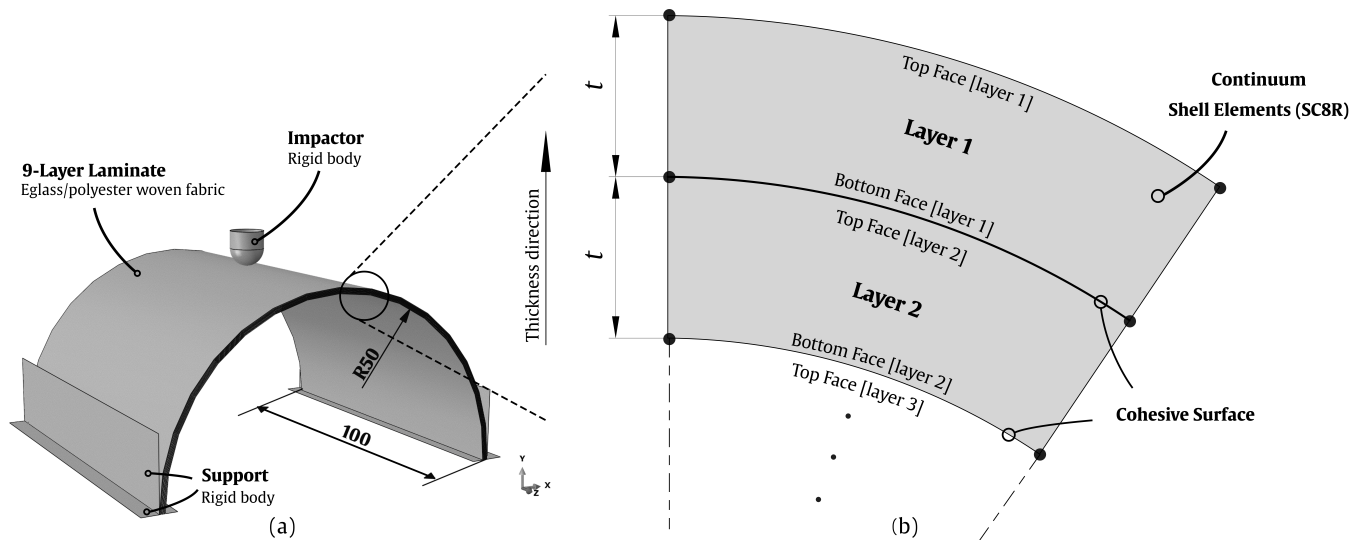 Impactor
Rigid body
9-Layer Laminate
Eglass/polyester woven fabric
R50
100
Support
Rigid body
Y
X
Z
(a)
Thickness direction
t
t
Top Face [layer 1]
Layer 1
Bottom Face [layer 1]
Top Face [layer 2]
Layer 2
Bottom Face [layer 2]
Top Face [layer 3]
Continuum
Shell Elements (SC8R)
Cohesive Surface
(b)